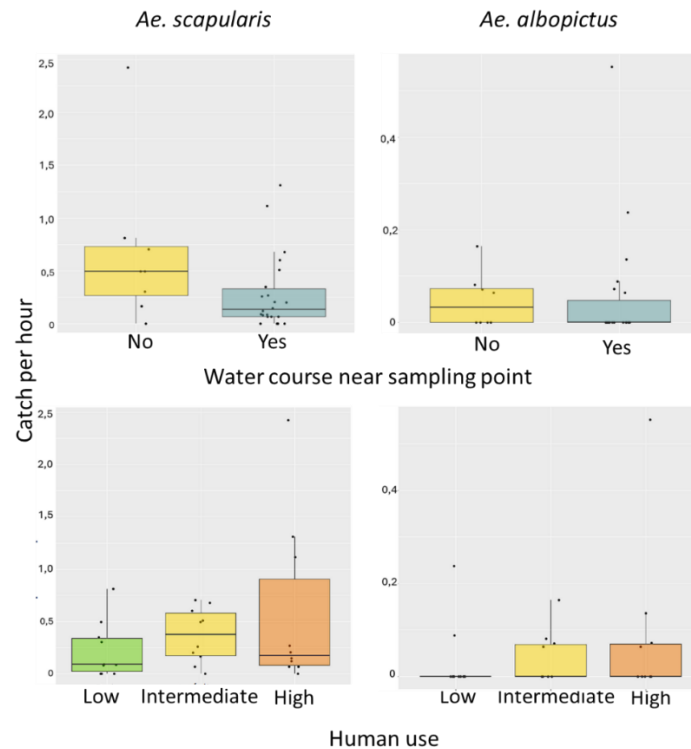 Ae. scapularis
Ae. albopictus
2,5
2,0
1,5
1,0
0,5
0
No
Yes
0,4
0,2
0
No
Yes
Water course near sampling point
Catch per hour
2,5
2,0
1,5
1,0
0,5
0
Low
Intermediate
High
0,4
0,2
0
Low
Intermediate
High
Human use